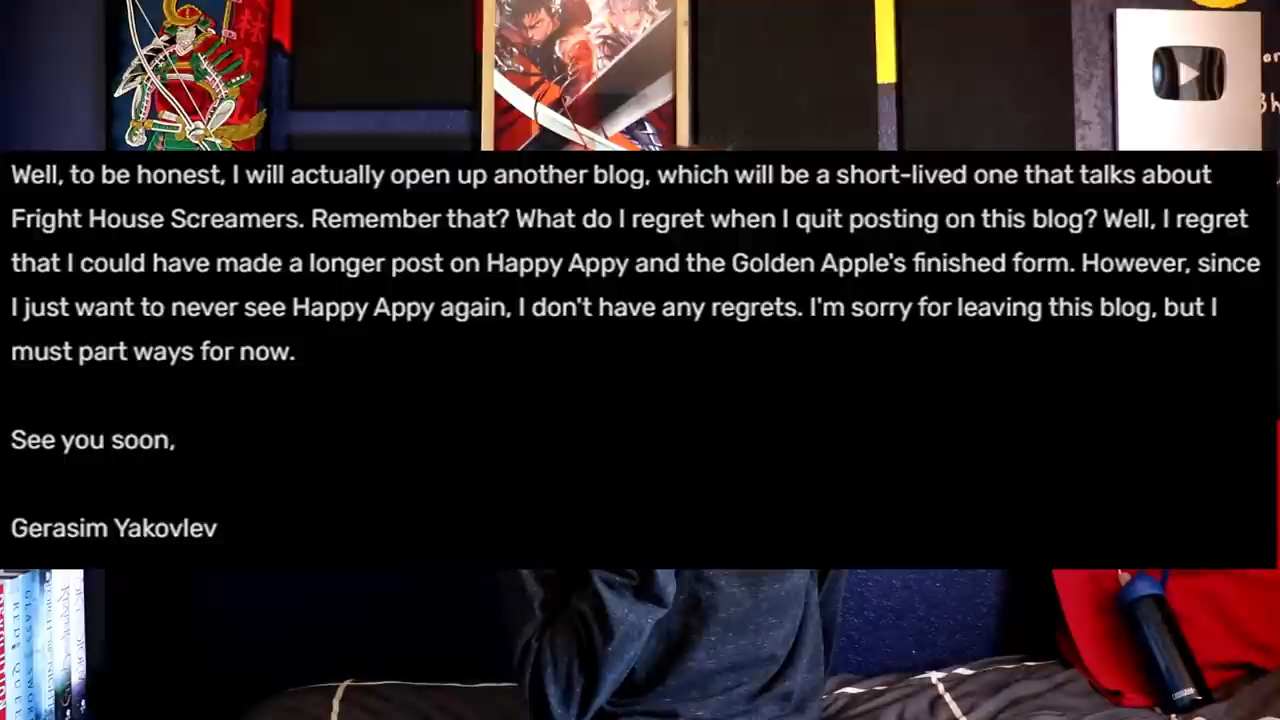 林
Well, to be honest, I will actually open up another blog, which will be a short-lived one that talks about
Fright House Screamers. Remember that? What do I regret when I quit posting on this blog? Well, I regret
that I could have made a longer post on Happy Appy and the Golden Apple's finished form. However, since
I just want to never see Happy Appy again, I don't have any regrets. I'm sorry for leaving this blog, but I
must part ways for now.
See you soon,
Gerasim Yakovlev
GLASS SWORD